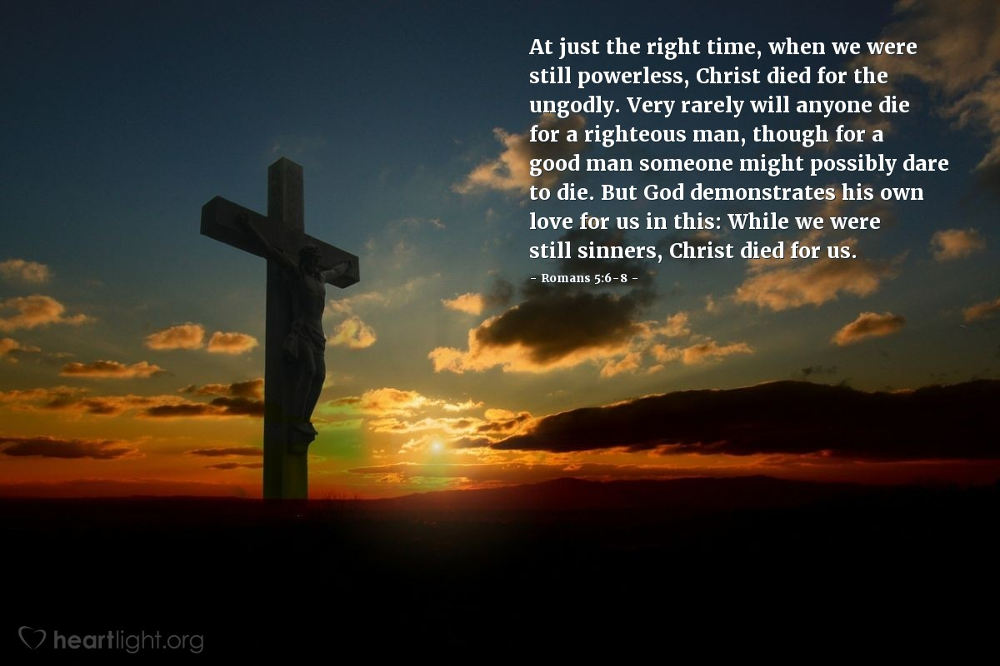 At just the right time, when we were
still powerless, Christ died for the
ungodly. Very rarely will anyone die
for a righteous man, though for a
good man someone might possibly dare
to die. But God demonstrates his own
love for us in this: While we were
still sinners, Christ died for us.
- Romans 5:6-8 -
heartlight.org